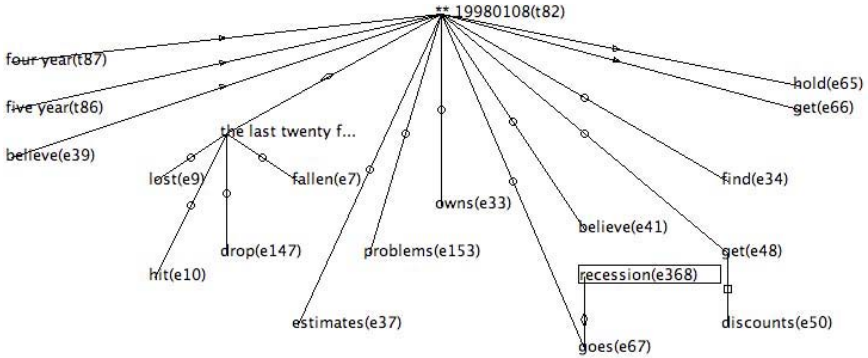 ** 19980108(t82)
four year(t87)
hold(e65)
five year(t86)
get(e66)
the last twenty f...
believe(e39)
lost(e9)
fallen(e7)
find(e34)
owns(e33)
believe(e41)
drop(e147)
problems(e153)
get(e48)
hit(e10)
recession(e368)
estimates(e37)
discounts(e50)
goes(e67)